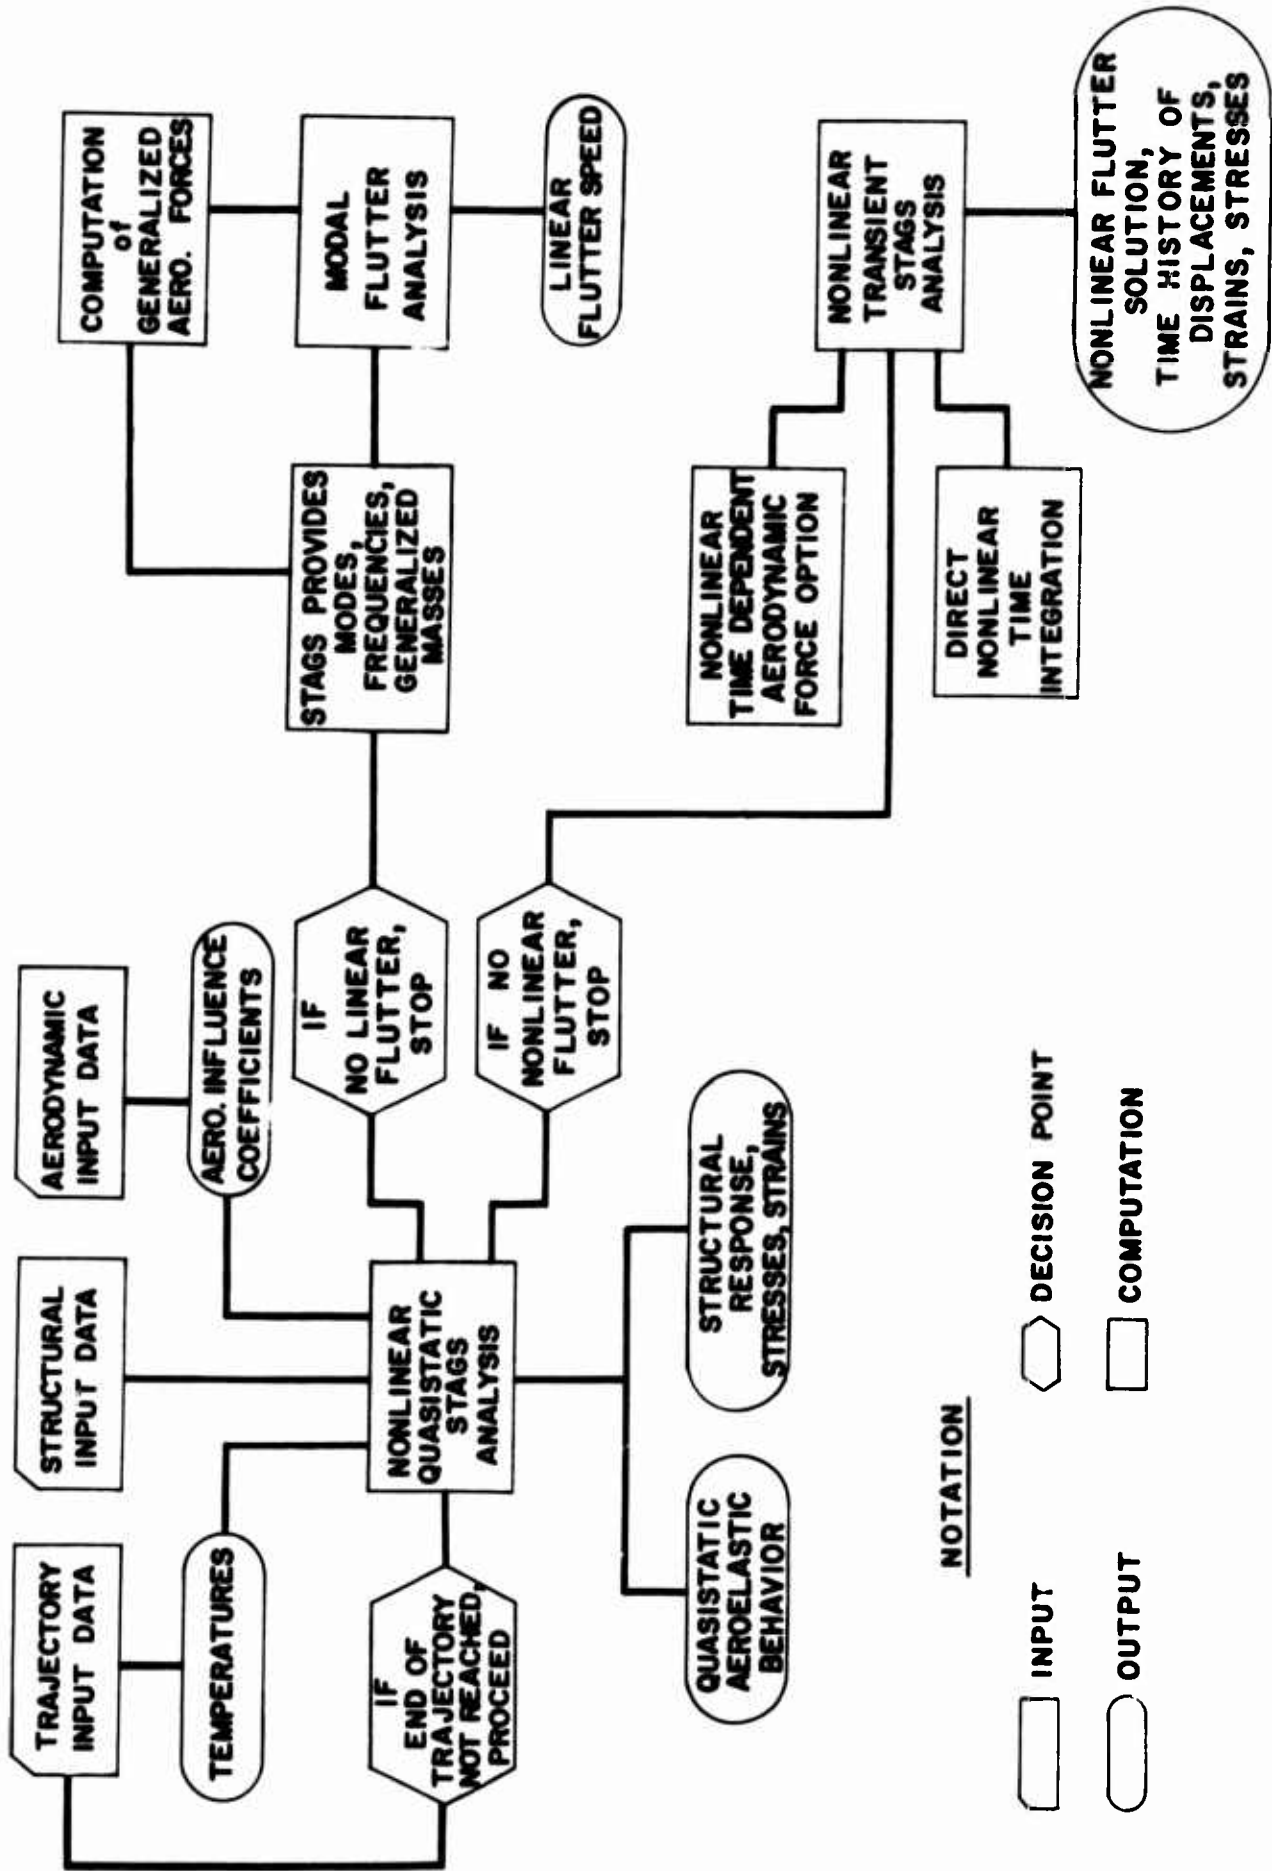 TRAJECTORY
INPUT DATA
STRUCTURAL
INPUT DATA
AERODYNAMIC
INPUT DATA
TEMPERATURES
AERO. INFLUENCE
COEFFICIENTS
IF
END OF
TRAJECTORY
NOT REACHED,
PROCEED
NONLINEAR
QUASISTATIC
STAGS
ANALYSIS
IF
NO LINEAR
FLUTTER,
STOP
IF NO
NONLINEAR
FLUTTER,
STOP
STAGS PROVIDES
MODES,
FREQUENCIES,
GENERALIZED
MASSES
COMPUTATION
of
GENERALIZED
AERO. FORCES
MODAL
FLUTTER
ANALYSIS
LINEAR
FLUTTER SPEED
QUASISTATIC
AEROELASTIC
BEHAVIOR
STRUCTURAL
RESPONSE,
STRESSES, STRAINS
NONLINEAR
TIME DEPENDENT
AERODYNAMIC
FORCE OPTION
DIRECT
NONLINEAR
TIME
INTEGRATION
NONLINEAR
TRANSIENT
STAGS
ANALYSIS
NONLINEAR FLUTTER
SOLUTION,
TIME HISTORY OF
DISPLACEMENTS,
STRAINS, STRESSES
NOTATION
INPUT
DECISION POINT
OUTPUT
COMPUTATION